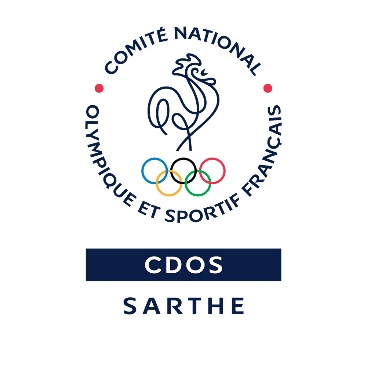 COMITÉ NATIONAL
OLYMPIQUE ET SPORTIF FRANÇAIS
CDOS
SARTHE